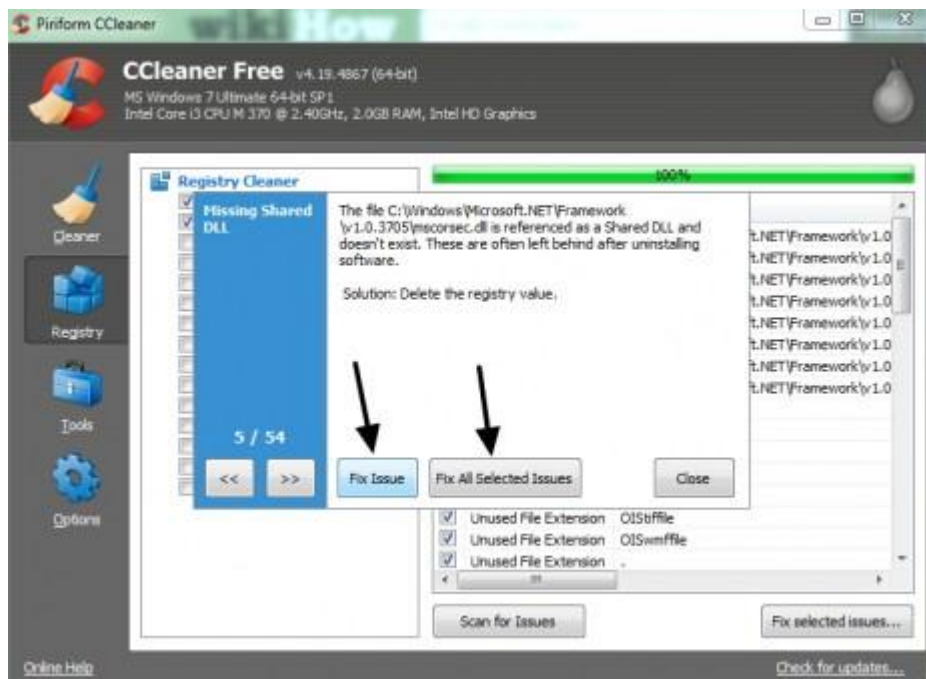 Piriform CCleaner
wikiHow
CCleaner Free v4.19.4867 (64-bit)
MS Windows 7 Ultimate 64-bit SP1
Intel Core i3 CPU M 370 @ 2.40GHz, 2.0GB RAM, Intel HD Graphics
Cleaner
Registry
Tools
Options
Registry Cleaner
100%
Missing Shared
DLL
5 / 54
<<
>>
The file C:\Windows\Microsoft.NET\Framework
\v1.0.3705\mscorsec.dll is referenced as a Shared DLL and
doesn't exist. These are often left behind after uninstalling
software.
Solution: Delete the registry value.
Fix Issue
Fix All Selected Issues
Close
t.NET\Framework\v1.0
t.NET\Framework\v1.0
t.NET\Framework\v1.0
t.NET\Framework\v1.0
t.NET\Framework\v1.0
t.NET\Framework\v1.0
t.NET\Framework\v1.0
t.NET\Framework\v1.0
Unused File Extension OIStiffile
Unused File Extension OISwmffile
Unused File Extension .
Scan for Issues
Fix selected issues...
Online Help
Check for updates...